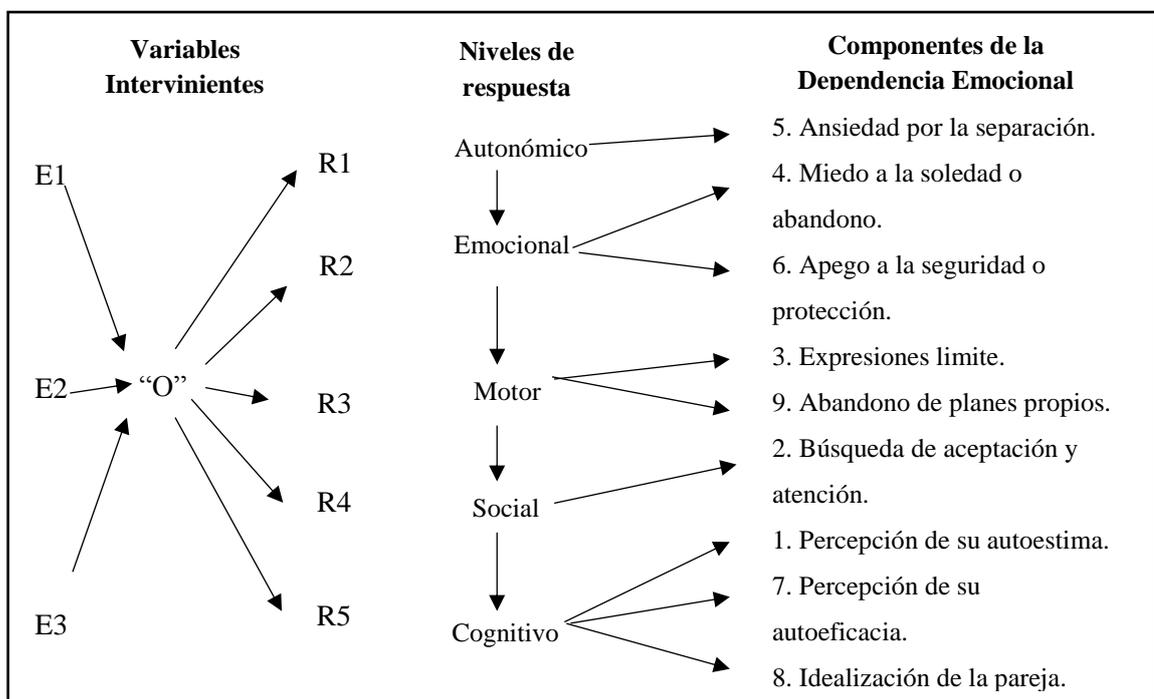 Variables
Intervinientes
E1
E2
E3
“O”
R1
R2
R3
R4
R5
Niveles de
respuesta
Autonómico
Emocional
Motor
Social
Cognitivo
Componentes de la
Dependencia Emocional
5. Ansiedad por la separación.
4. Miedo a la soledad o
abandono.
6. Apego a la seguridad o
protección.
3. Expresiones limite.
9. Abandono de planes propios.
2. Búsqueda de aceptación y
atención.
1. Percepción de su autoestima.
7. Percepción de su
autoeficacia.
8. Idealización de la pareja.